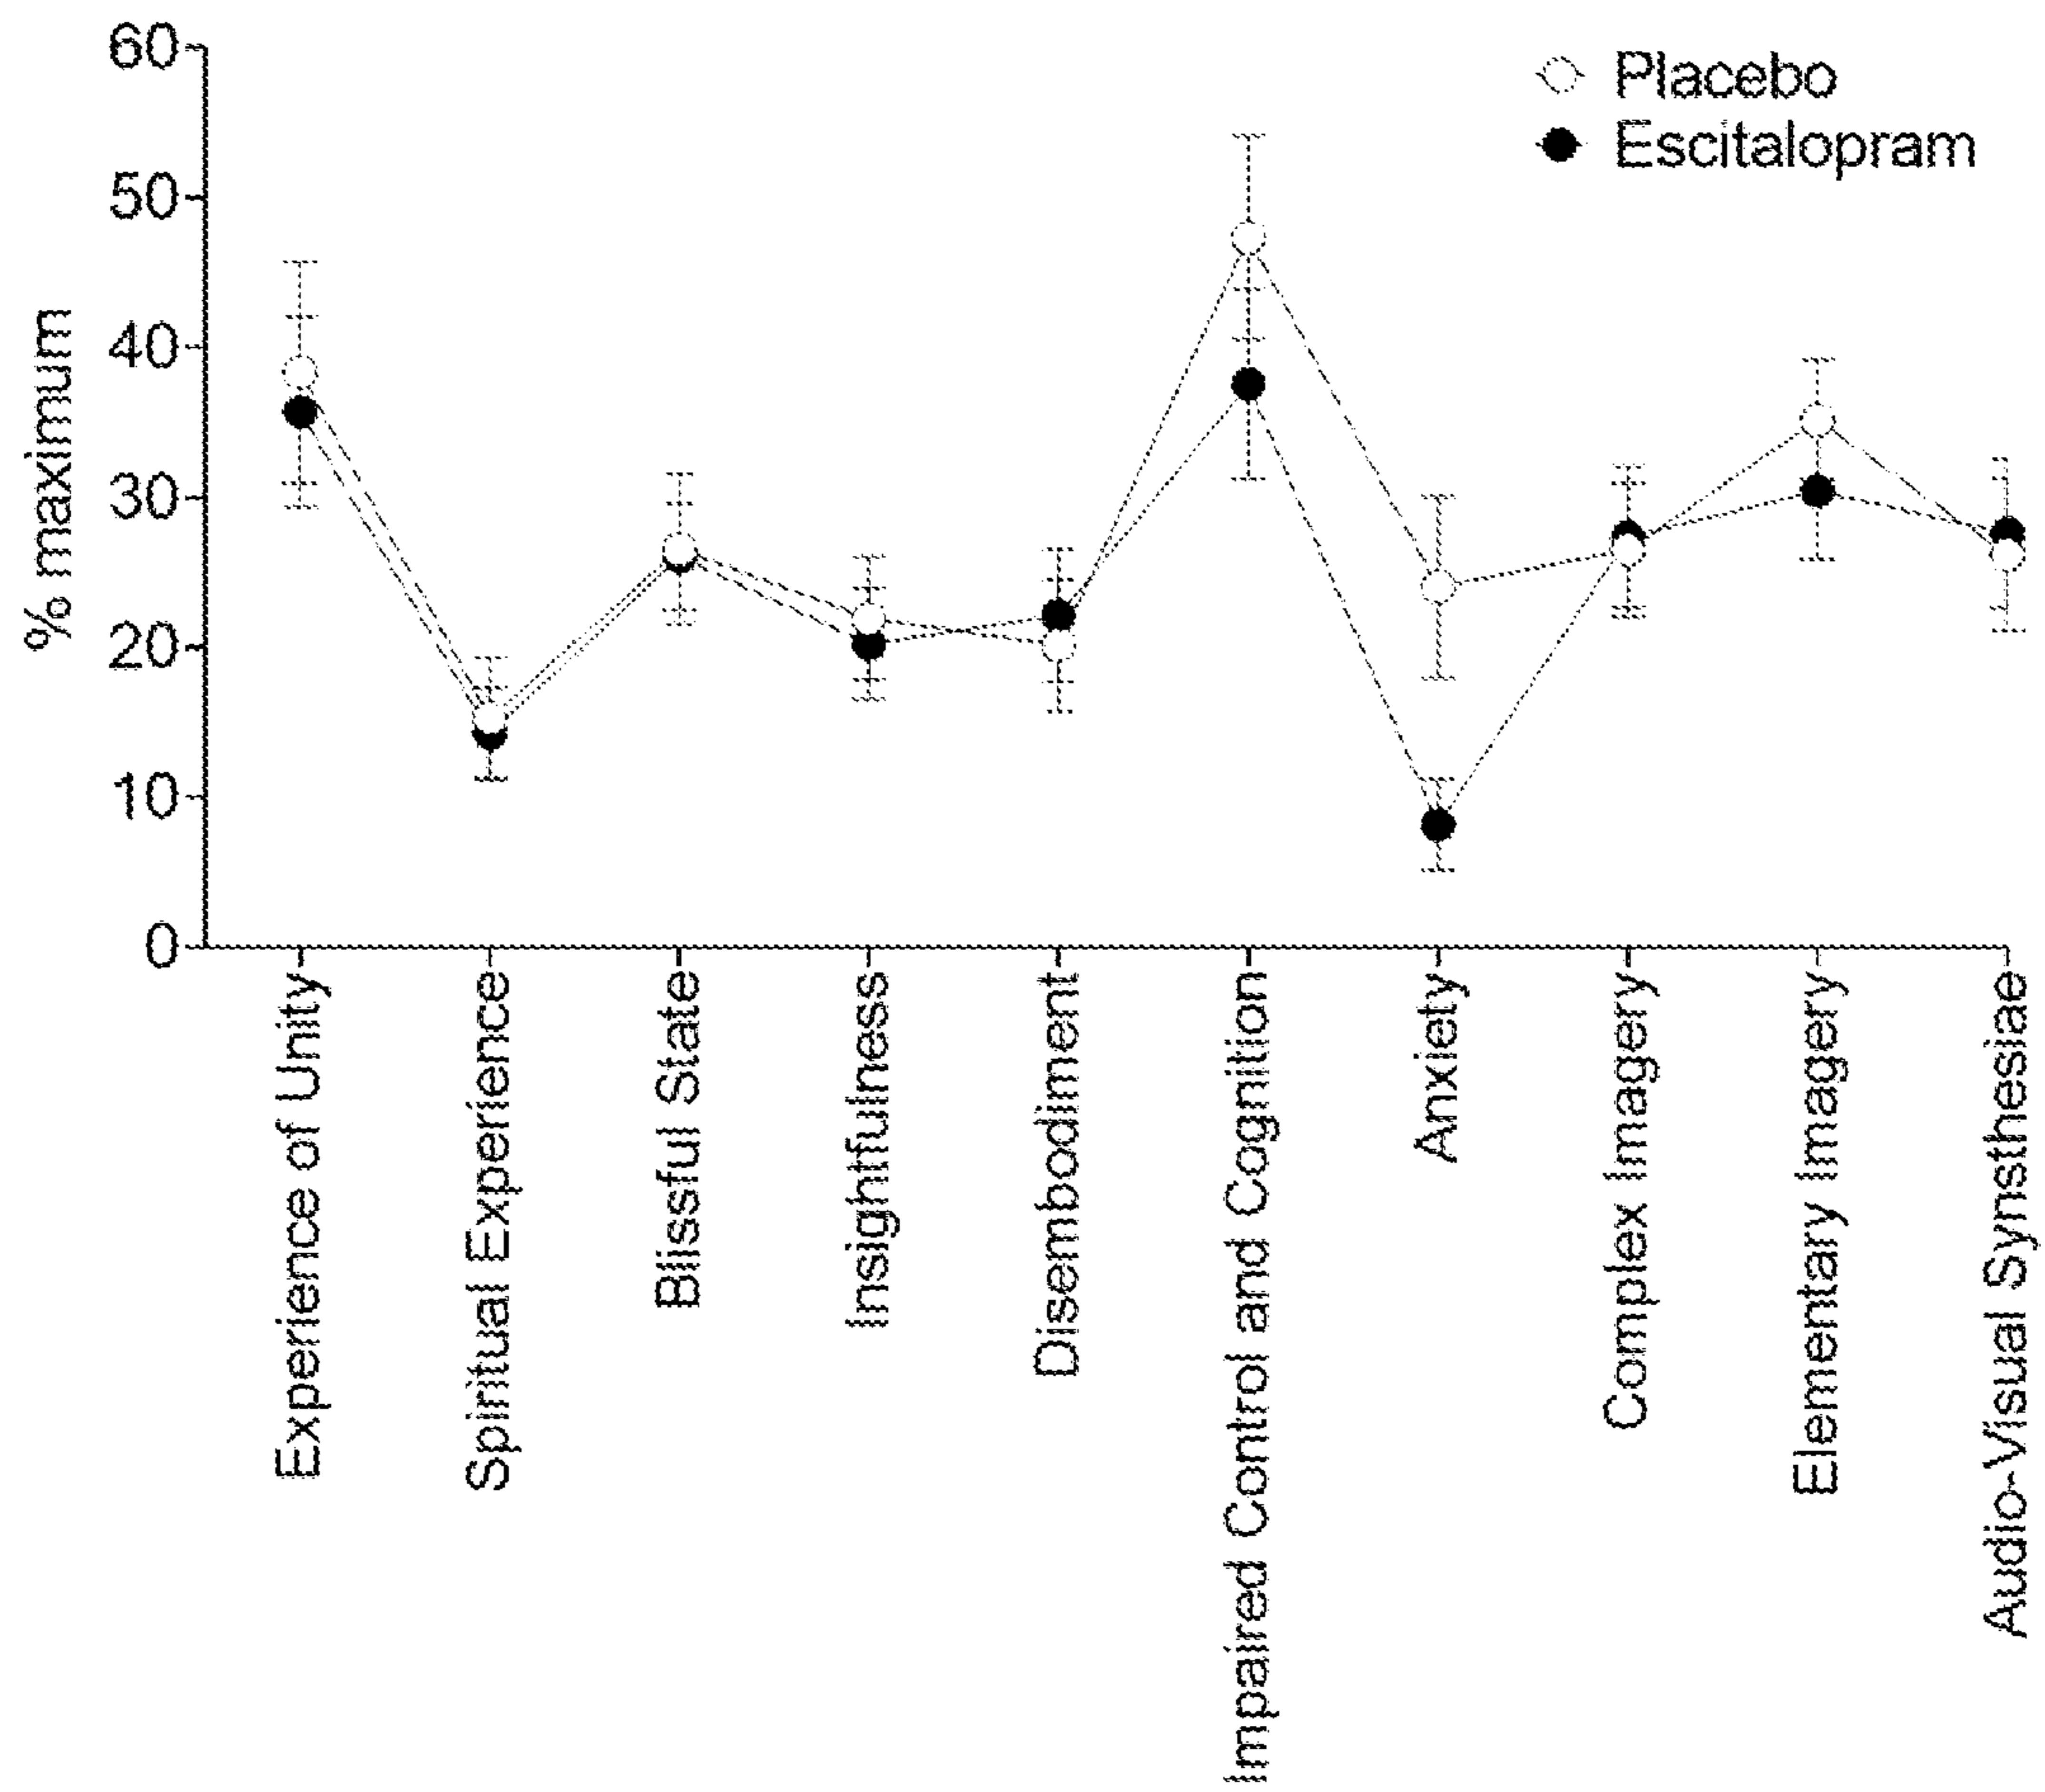 60
50
40
30
20
10
0
% maximum
Placebo
Escitalopram
Experience of Unity
Spiritual Experience
Blissful State
Insightfulness
Disembodiment
Impaired Control and Cognition
Anxiety
Complex Imagery
Elementary Imagery
Audio-Visual Synsthesiae